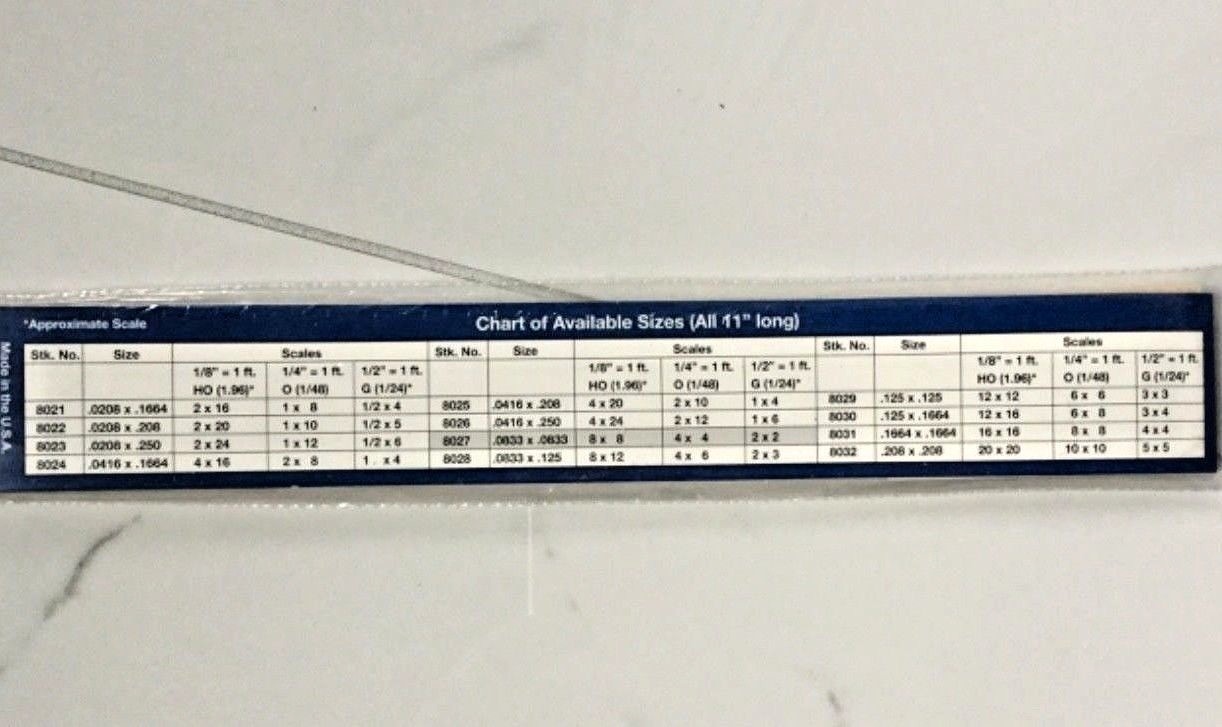 *Approximate Scale
Chart of Available Sizes (All 11" long)
Made in the U.S.A.
Stk. No. Size Scales Stk. No. Size Scales Stk. No. Size Scales
1/8" = 1 ft. 1/4" = 1 ft. 1/2" = 1 ft. 1/8" = 1 ft. 1/4" = 1 ft. 1/2" = 1 ft. 1/8" = 1 ft. 1/4" = 1 ft. 1/2" = 1 ft.
HO (1.96)* O (1/48) G (1/24)* HO (1.96)* O (1/48) G (1/24)* HO (1.96)* O (1/48) G (1/24)*
8021 .0208 x .1664 2 x 16 1 x 8 1/2 x 4 8025 .0416 x .208 4 x 20 2 x 10 1 x 4 8029 .125 x .125 12 x 12 6 x 6 3 x 3
8022 .0208 x .208 2 x 20 1 x 10 1/2 x 5 8026 .0416 x .250 4 x 24 2 x 12 1 x 6 8030 .125 x .1664 12 x 16 6 x 8 3 x 4
8023 .0208 x .250 2 x 24 1 x 12 1/2 x 6 8027 .0833 x .0833 8 x 8 4 x 4 2 x 2 8031 .1664 x .1664 16 x 16 8 x 8 4 x 4
8024 .0416 x .1664 4 x 16 2 x 8 1 x 4 8028 .0833 x .125 8 x 12 4 x 6 2 x 3 8032 .208 x .208 20 x 20 10 x 10 5 x 5